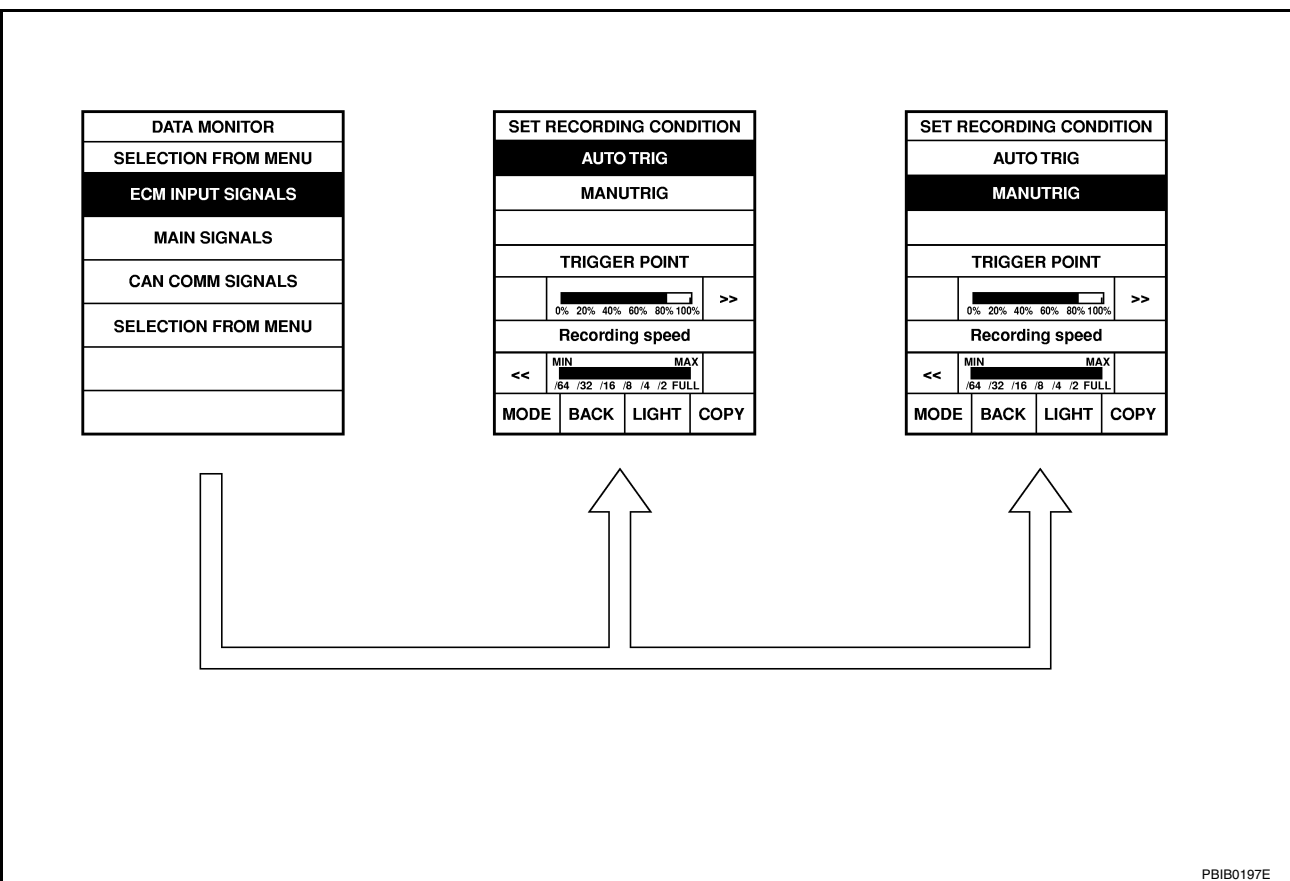 DATA MONITOR
SELECTION FROM MENU
ECM INPUT SIGNALS
MAIN SIGNALS
CAN COMM SIGNALS
SELECTION FROM MENU
SET RECORDING CONDITION
AUTO TRIG
MANUTRIG
TRIGGER POINT
>>
0% 20% 40% 60% 80% 100%
Recording speed
MIN MAX
<<
/64 /32 /16 /8 /4 /2 FULL
MODE BACK LIGHT COPY
SET RECORDING CONDITION
AUTO TRIG
MANUTRIG
TRIGGER POINT
>>
0% 20% 40% 60% 80% 100%
Recording speed
MIN MAX
<<
/64 /32 /16 /8 /4 /2 FULL
MODE BACK LIGHT COPY
PBIB0197E